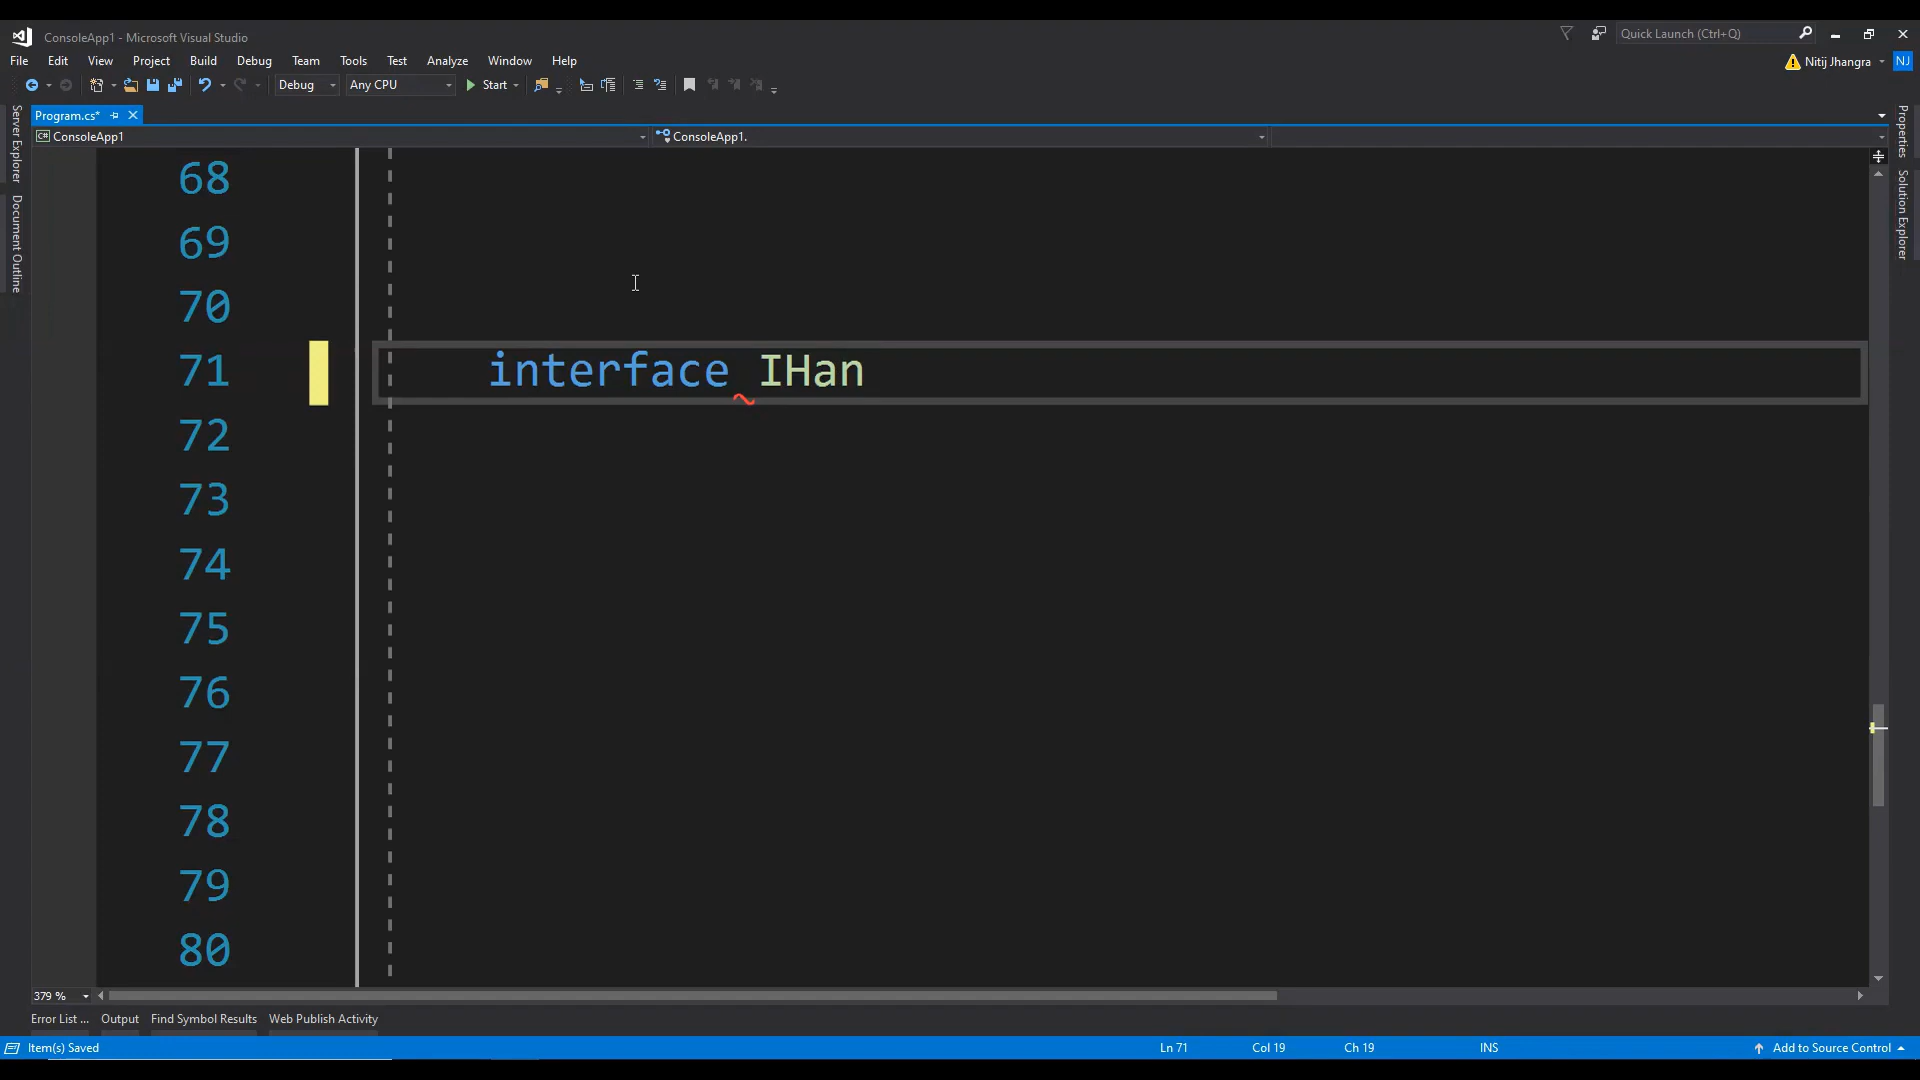 ConsoleApp1 - Microsoft Visual Studio
Quick Launch (Ctrl+Q)
File Edit View Project Build Debug Team Tools Test Analyze Window Help
Nitij Jhangra NJ
Debug Any CPU Start
Program.cs*
ConsoleApp1 ConsoleApp1.
Server Explorer
Document Outline
Properties
Solution Explorer
68
69
70
71 interface IHan
72
73
74
75
76
77
78
79
80
379 %
Error List ... Output Find Symbol Results Web Publish Activity
Item(s) Saved Ln 71 Col 19 Ch 19 INS Add to Source Control